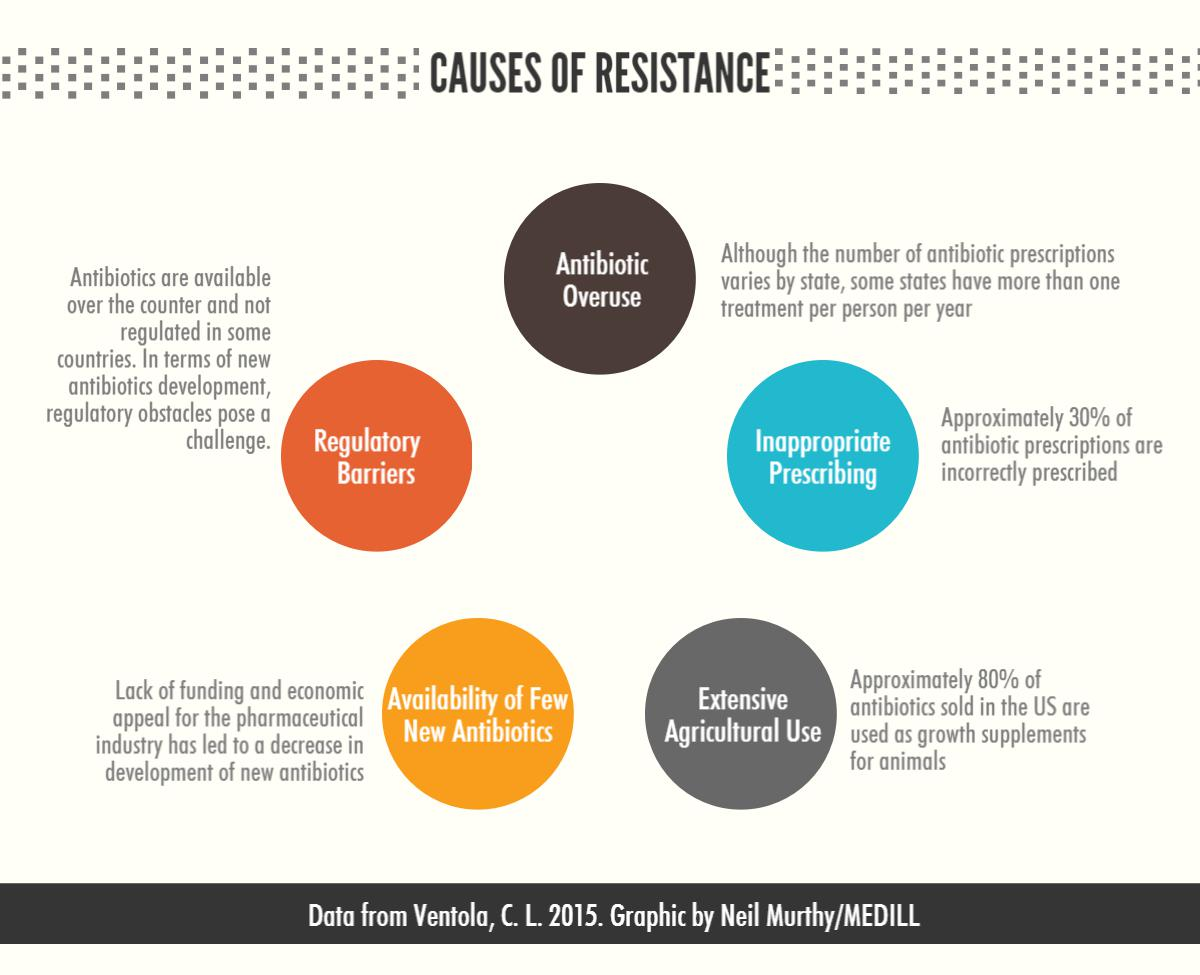 CAUSES OF RESISTANCE
Antibiotic
Overuse
Although the number of antibiotic prescriptions
varies by state, some states have more than one
treatment per person per year
Antibiotics are available
over the counter and not
regulated in some
countries. In terms of new
antibiotics development,
regulatory obstacles pose a
challenge.
Regulatory
Barriers
Inappropriate
Prescribing
Approximately 30% of
antibiotic prescriptions are
incorrectly prescribed
Lack of funding and economic
appeal for the pharmaceutical
industry has led to a decrease in
development of new antibiotics
Availability of Few
New Antibiotics
Extensive
Agricultural Use
Approximately 80% of
antibiotics sold in the US are
used as growth supplements
for animals
Data from Ventola, C. L. 2015. Graphic by Neil Murthy/MEDILL